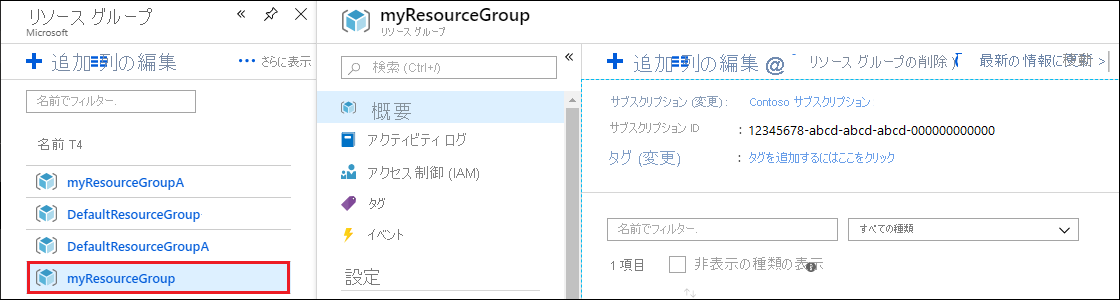 リソース グループ
Microsoft
追加 列の編集
さらに表示
名前でフィルター.
名前 T4
myResourceGroupA
DefaultResourceGroup
DefaultResourceGroupA
myResourceGroup
myResourceGroup
リソース グループ
検索 (Ctrl+/)
概要
アクティビティ ログ
アクセス制御 (IAM)
タグ
イベント
設定
追加 列の編集 @ リソース グループの削除 最新の情報に更新 >
サブスクリプション (変更) : Contoso サブスクリプション
サブスクリプション ID : 12345678-abcd-abcd-abcd-000000000000
タグ (変更) : タグを追加するにはここをクリック
名前でフィルター. すべての種類
1 項目 非表示の種類の表示